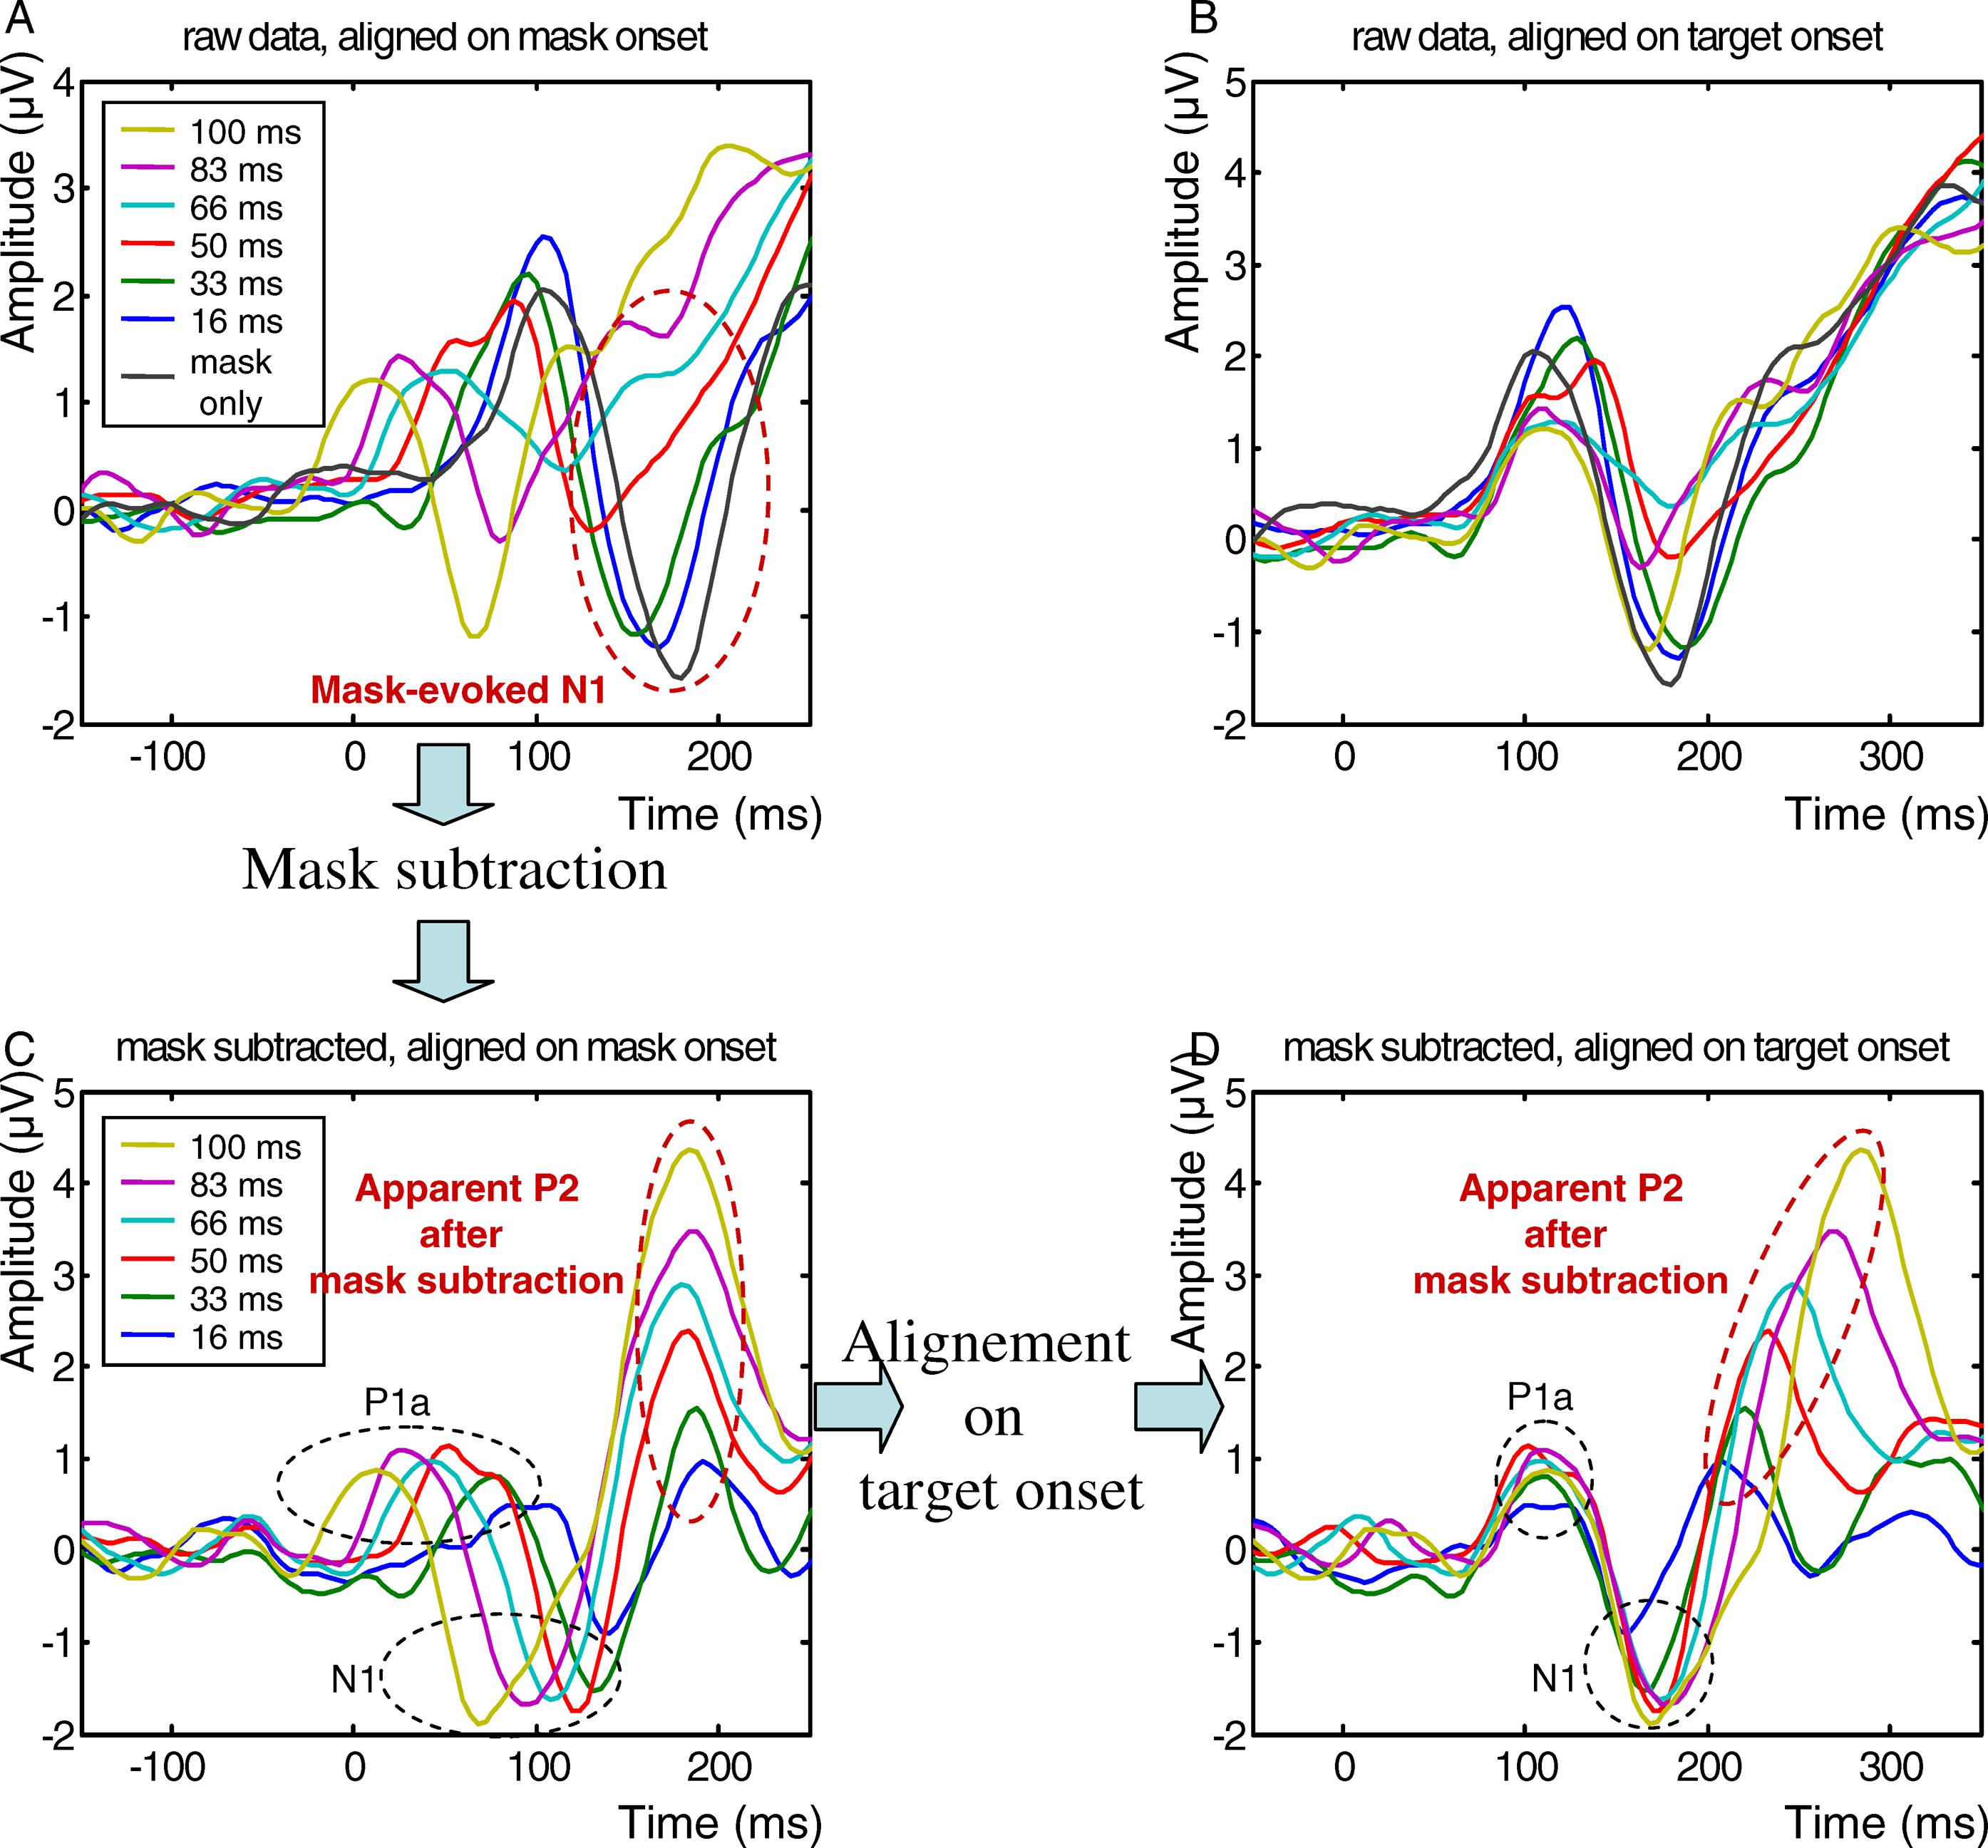 A
raw data, aligned on mask onset
Amplitude (µV)
4
3
2
1
0
-1
-2
100 ms
83 ms
66 ms
50 ms
33 ms
16 ms
mask
only
Mask-evoked N1
-100
0
100
200
Time (ms)
B
raw data, aligned on target onset
Amplitude (µV)
5
4
3
2
1
0
-1
-2
0
100
200
300
Time (ms)
Mask subtraction
C
mask subtracted, aligned on mask onset
Amplitude (µV)
5
4
3
2
1
0
-1
-2
100 ms
83 ms
66 ms
50 ms
33 ms
16 ms
Apparent P2
after
mask subtraction
P1a
N1
-100
0
100
200
Time (ms)
Alignement
on
target onset
D
mask subtracted, aligned on target onset
Amplitude (µV)
5
4
3
2
1
0
-1
-2
Apparent P2
after
mask subtraction
P1a
N1
0
100
200
300
Time (ms)